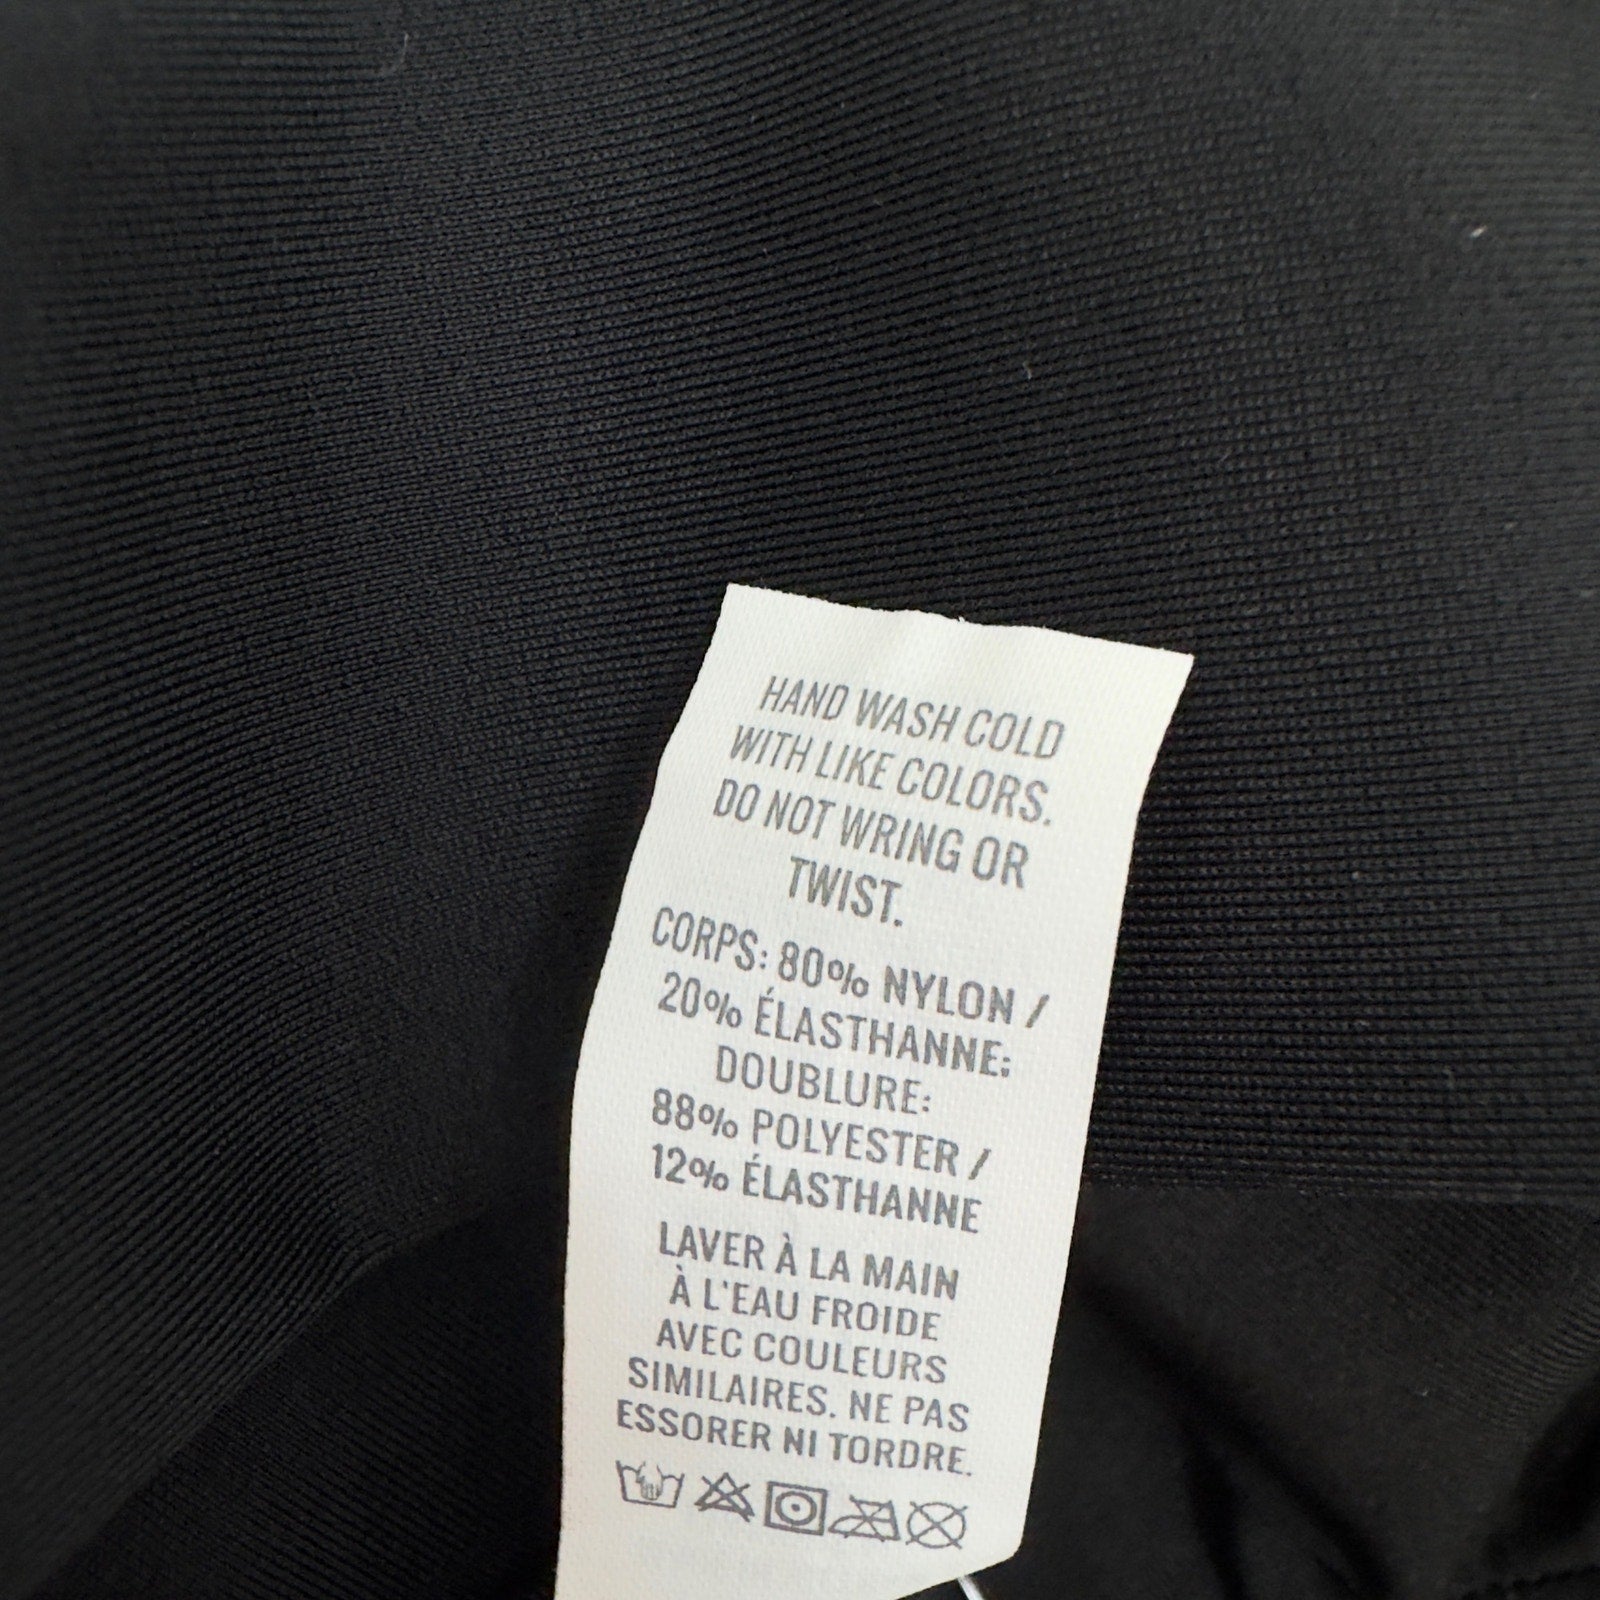 HAND WASH COLD
WITH LIKE COLORS.
DO NOT WRING OR
TWIST.
CORPS: 80% NYLON /
20% ÉLASTHANNE;
DOUBLURE:
88% POLYESTER /
12% ÉLASTHANNE
LAVER À LA MAIN
À L'EAU FROIDE
AVEC COULEURS
SIMILAIRES. NE PAS
ESSORER NI TORDRE.